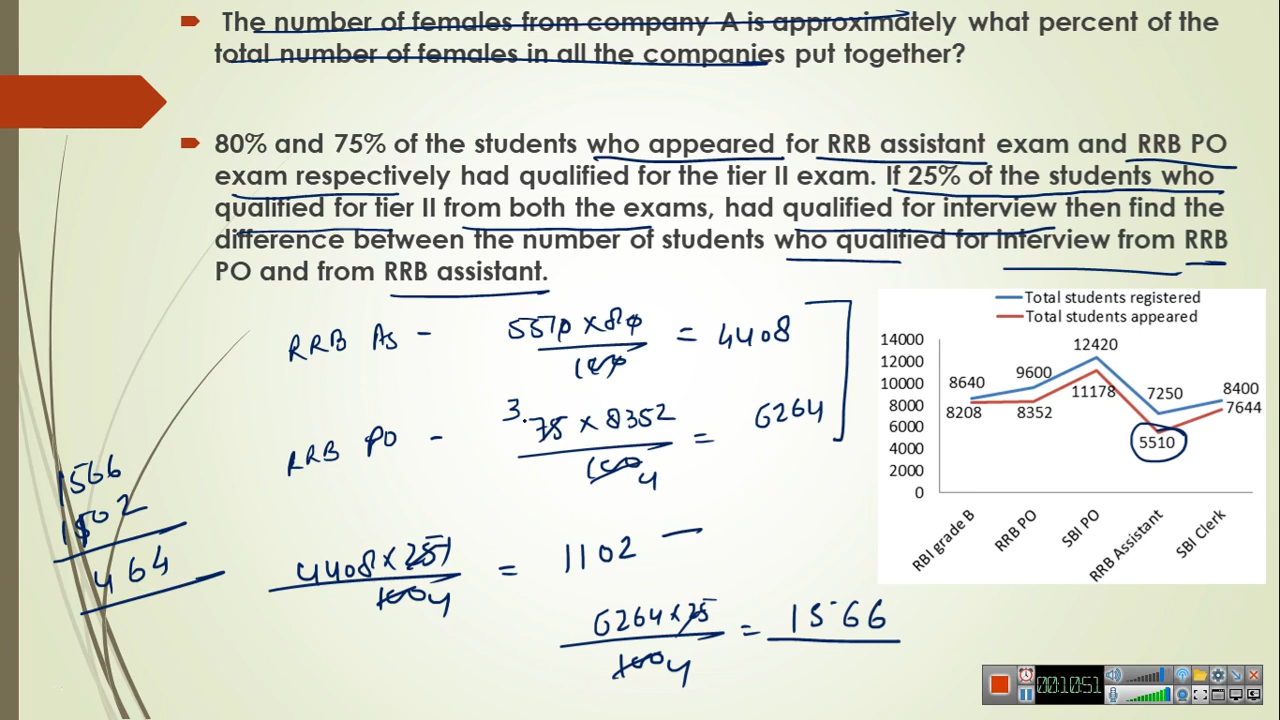 The number of females from company A is approximately what percent of the
total number of females in all the companies put together?
80% and 75% of the students who appeared for RRB assistant exam and RRB PO
exam respectively had qualified for the tier II exam. If 25% of the students who
qualified for tier II from both the exams, had qualified for interview then find the
difference between the number of students who qualified for interview from RRB
PO and from RRB assistant.
Total students registered
Total students appeared
14000
12000
10000
8000
6000
4000
2000
0
8640
8208
9600
8352
12420
11178
7250
5510
8400
7644
RBI grade B
RRB PO
SBI PO
RRB Assistant
SBI Clerk
RRB As - 5510 × 80 / 100 = 4408
RRB PO - 3 75 × 8352 / 100 4 = 6264
4408 × 25 1 / 100 4 = 1102
6264 × 25 / 100 4 = 1566
1566
1102
464
00:10:51